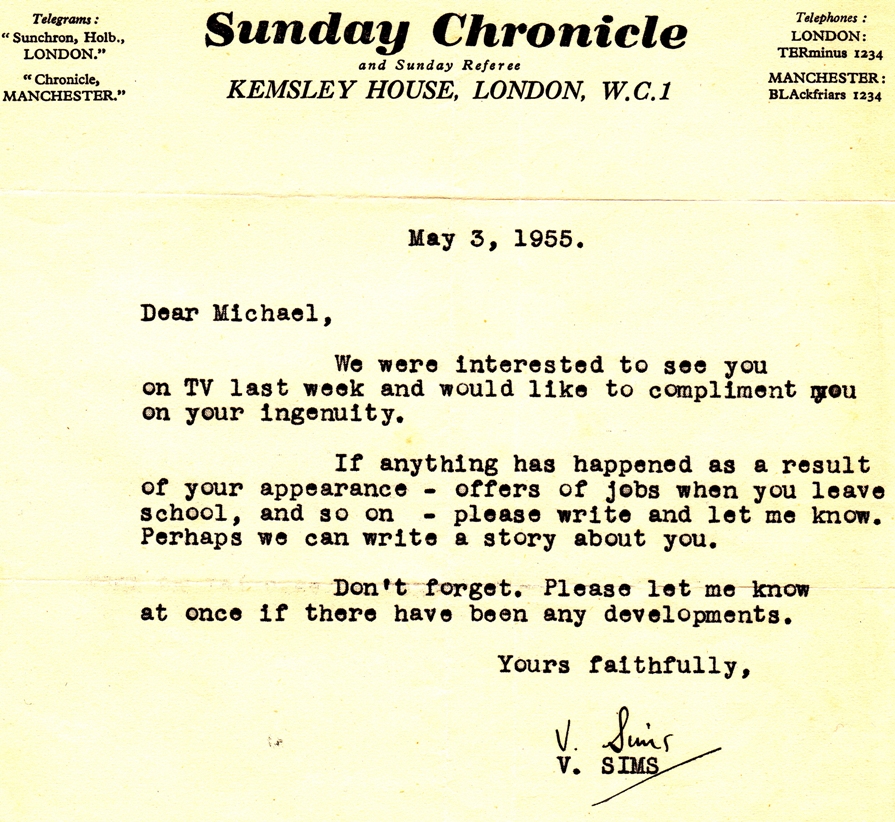 Telegrams:
"Sunchron, Holb.,
LONDON."
"Chronicle,
MANCHESTER."
Sunday Chronicle
and Sunday Referee
KEMSLEY HOUSE, LONDON, W.C.1
Telephones:
LONDON:
TERminus 1234
MANCHESTER:
BLAckfriars 1234
May 3, 1955.
Dear Michael,
We were interested to see you
on TV last week and would like to compliment you
on your ingenuity.
If anything has happened as a result
of your appearance - offers of jobs when you leave
school, and so on - please write and let me know.
Perhaps we can write a story about you.
Don't forget. Please let me know
at once if there have been any developments.
Yours faithfully,
V. Sims
V. SIMS